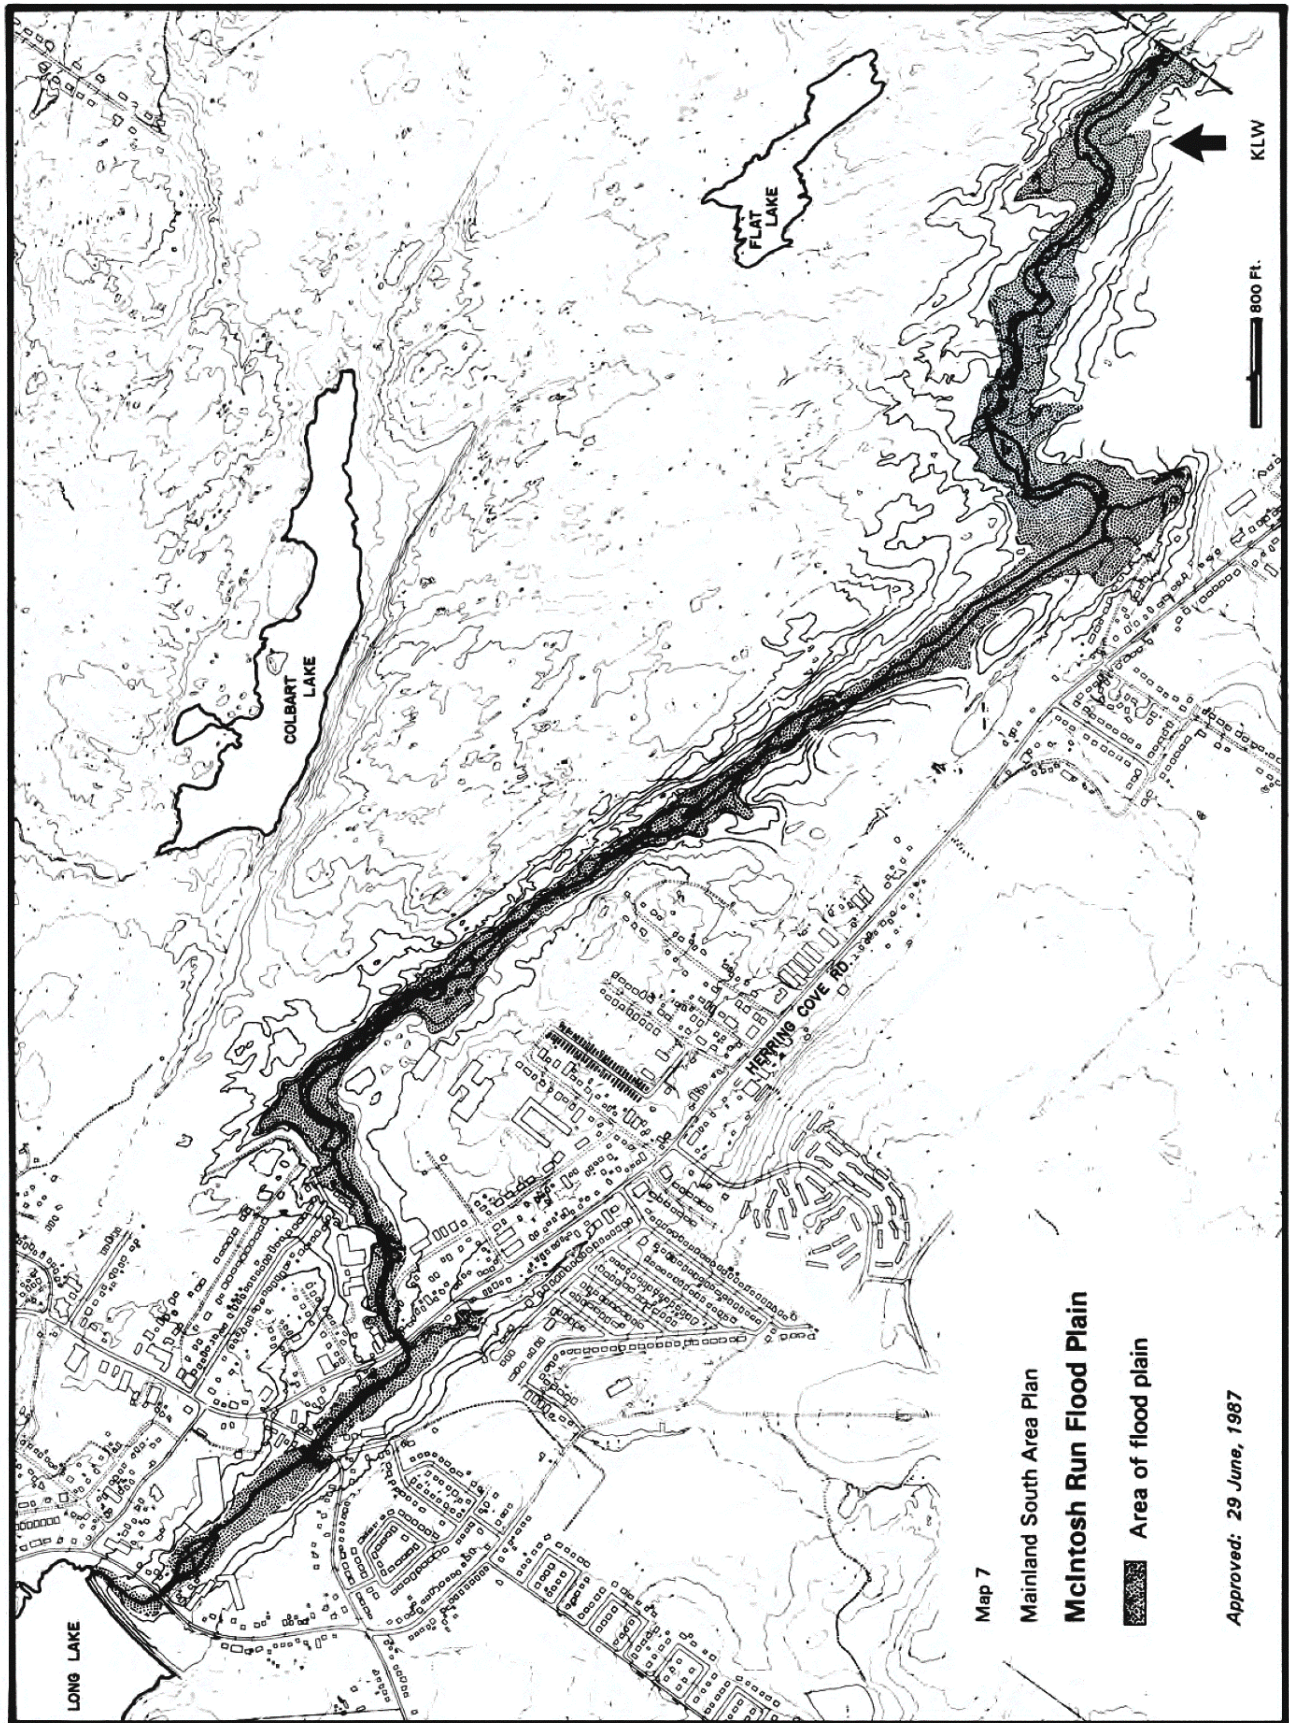 LONG LAKE
COLBART
LAKE
FLAT
LAKE
HERRING COVE RD.
Map 7
Mainland South Area Plan
McIntosh Run Flood Plain
Area of flood plain
Approved: 29 June, 1987
800 Ft.
KLW